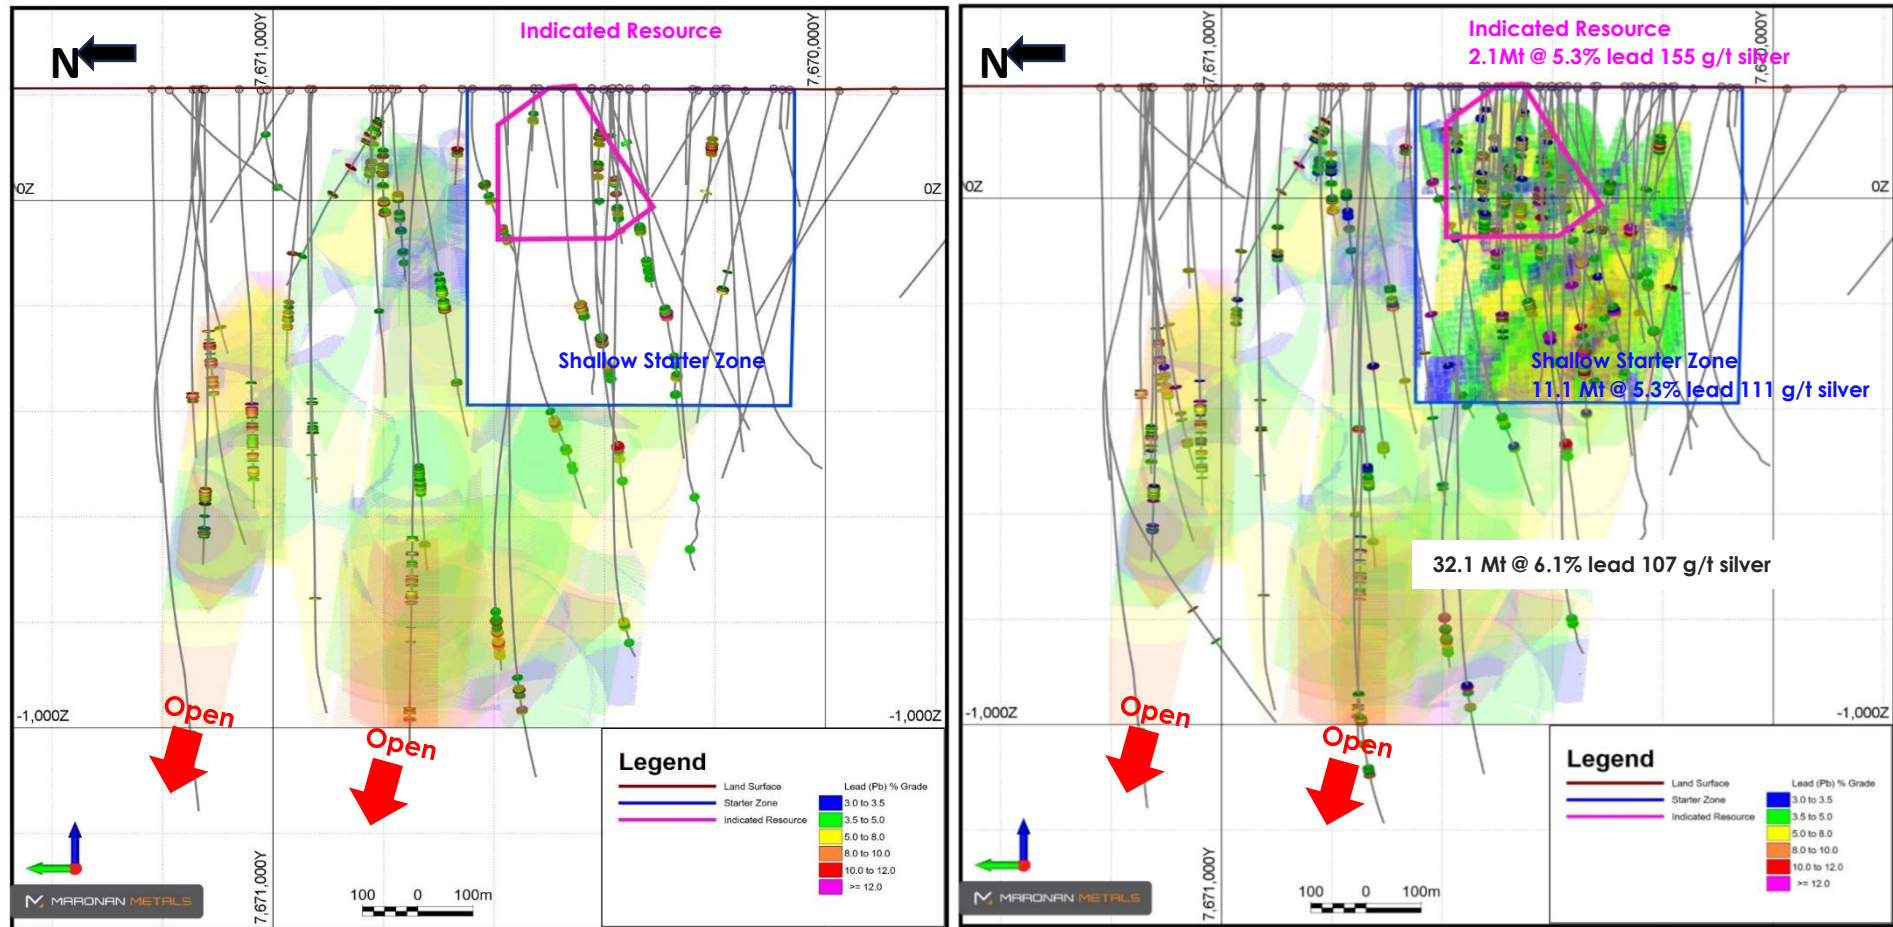 Indicated Resource
N
7,671,000Y
7,670,000Y
0Z
0Z
Shallow Starter Zone
Open
Open
-1,000Z
-1,000Z
Legend
Land Surface
Starter Zone
Indicated Resource
Lead (Pb) % Grade
3.0 to 3.5
3.5 to 5.0
5.0 to 8.0
8.0 to 10.0
10.0 to 12.0
>= 12.0
7,671,000Y
100 0 100m
MARONAN METALS
Indicated Resource
2.1Mt @ 5.3% lead 155 g/t silver
N
7,671,000Y
7,670,000Y
0Z
0Z
Shallow Starter Zone
11.1 Mt @ 5.3% lead 111 g/t silver
32.1 Mt @ 6.1% lead 107 g/t silver
Open
Open
-1,000Z
-1,000Z
Legend
Land Surface
Starter Zone
Indicated Resource
Lead (Pb) % Grade
3.0 to 3.5
3.5 to 5.0
5.0 to 8.0
8.0 to 10.0
10.0 to 12.0
>= 12.0
7,671,000Y
100 0 100m
MARONAN METALS